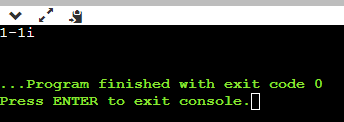 1-1i
...Program finished with exit code 0
Press ENTER to exit console.